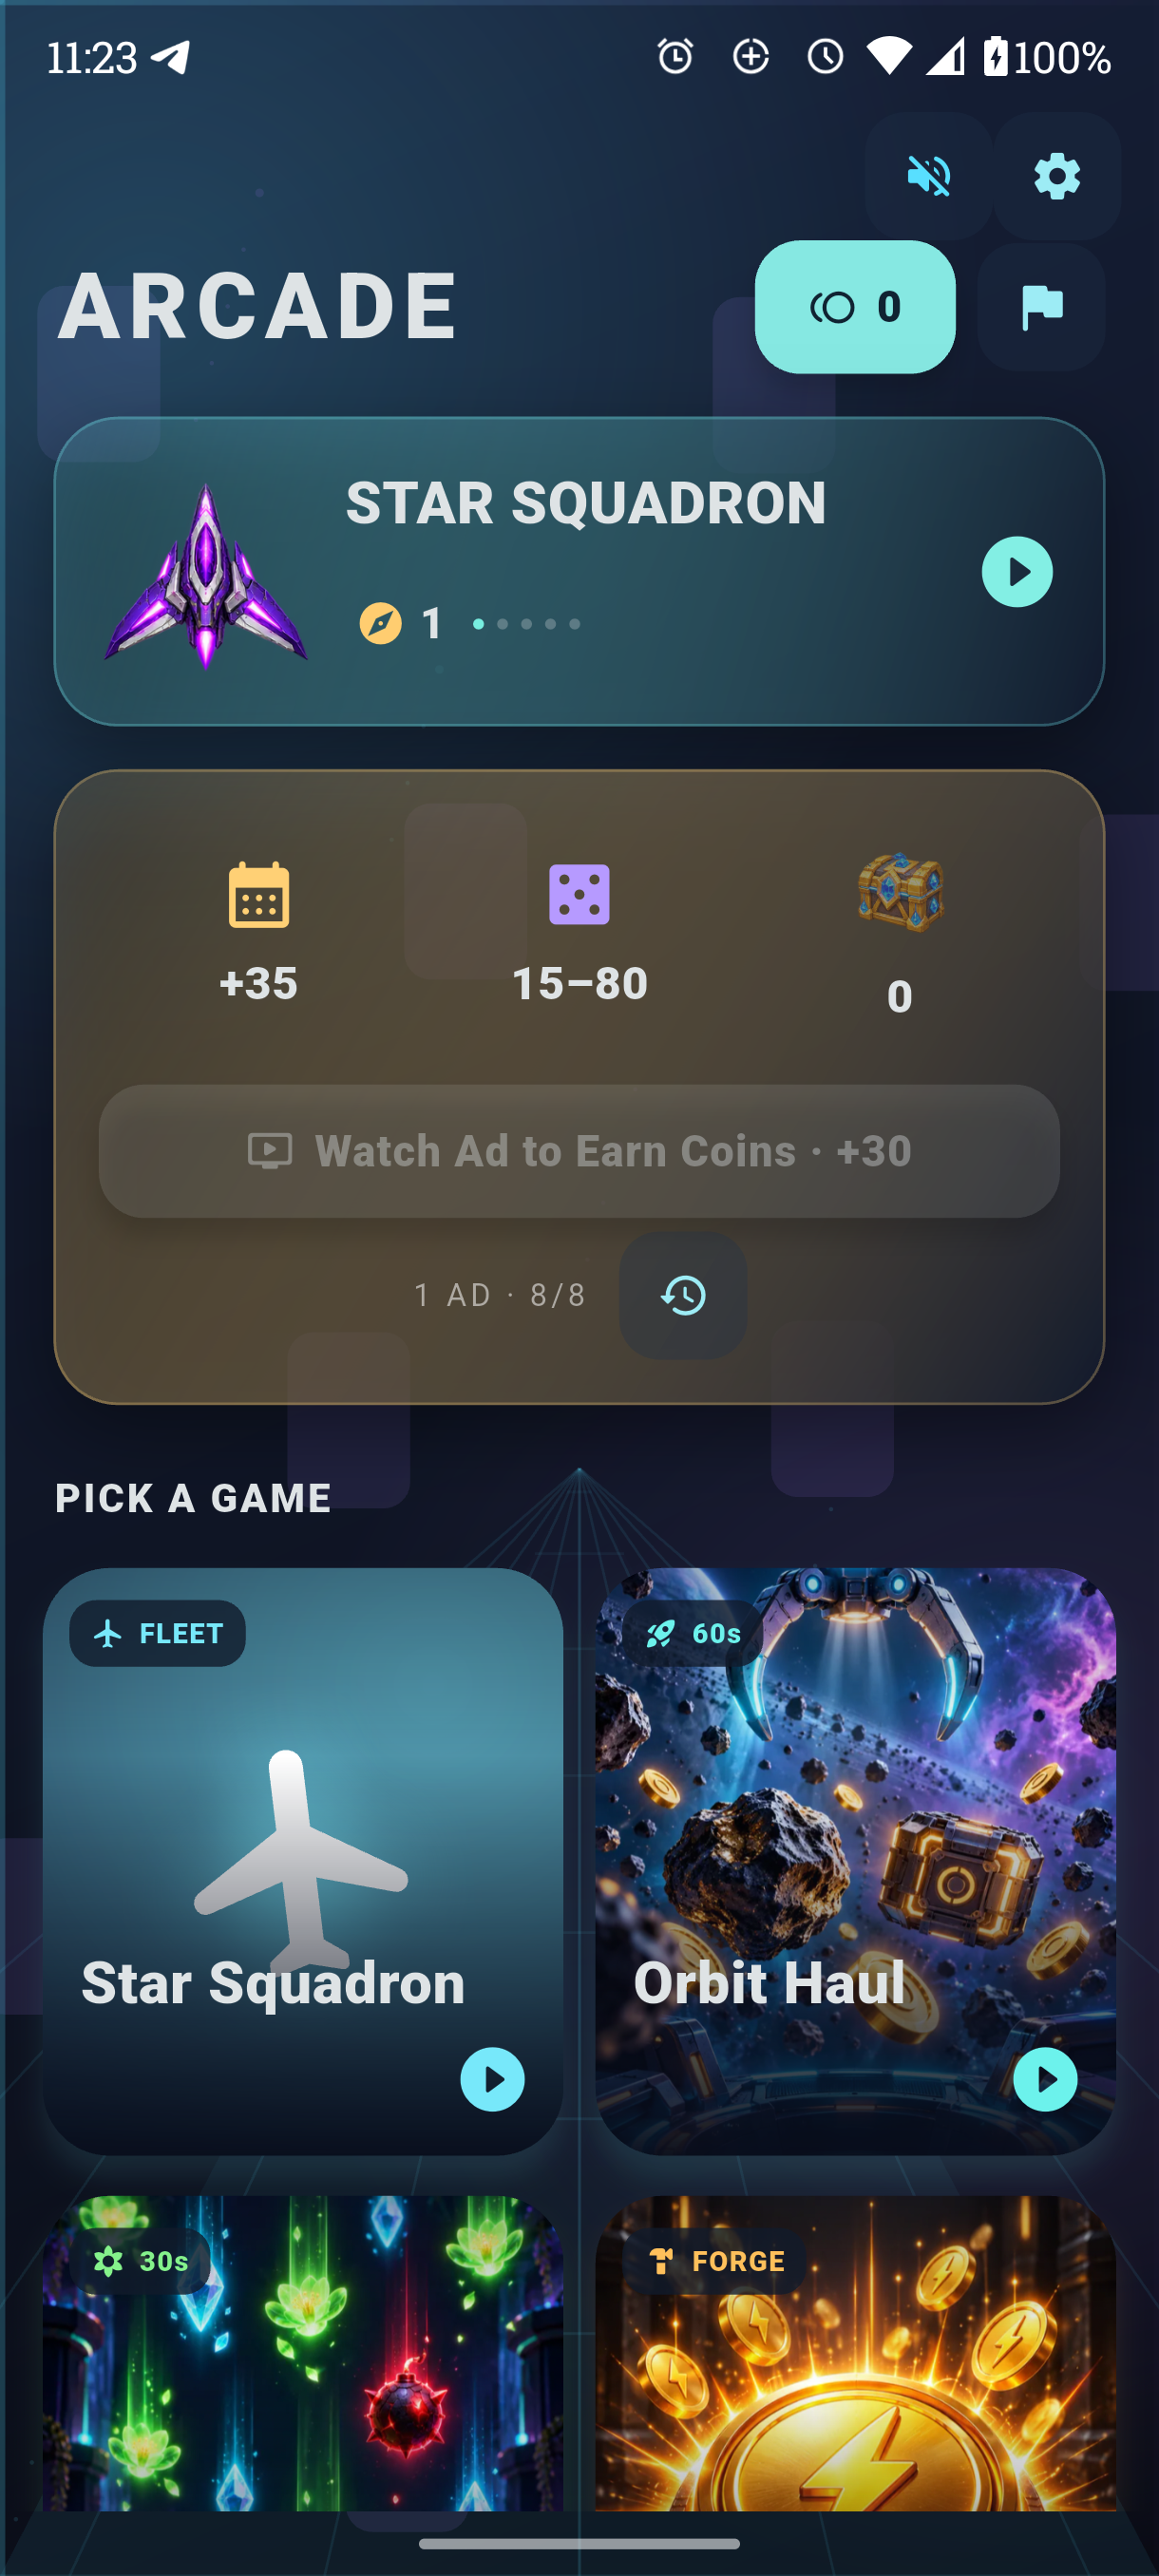 11:23
100%
ARCADE
0
STAR SQUADRON
1
+35
15–80
0
Watch Ad to Earn Coins · +30
1 AD · 8/8
PICK A GAME
FLEET
Star Squadron
60s
Orbit Haul
30s
FORGE